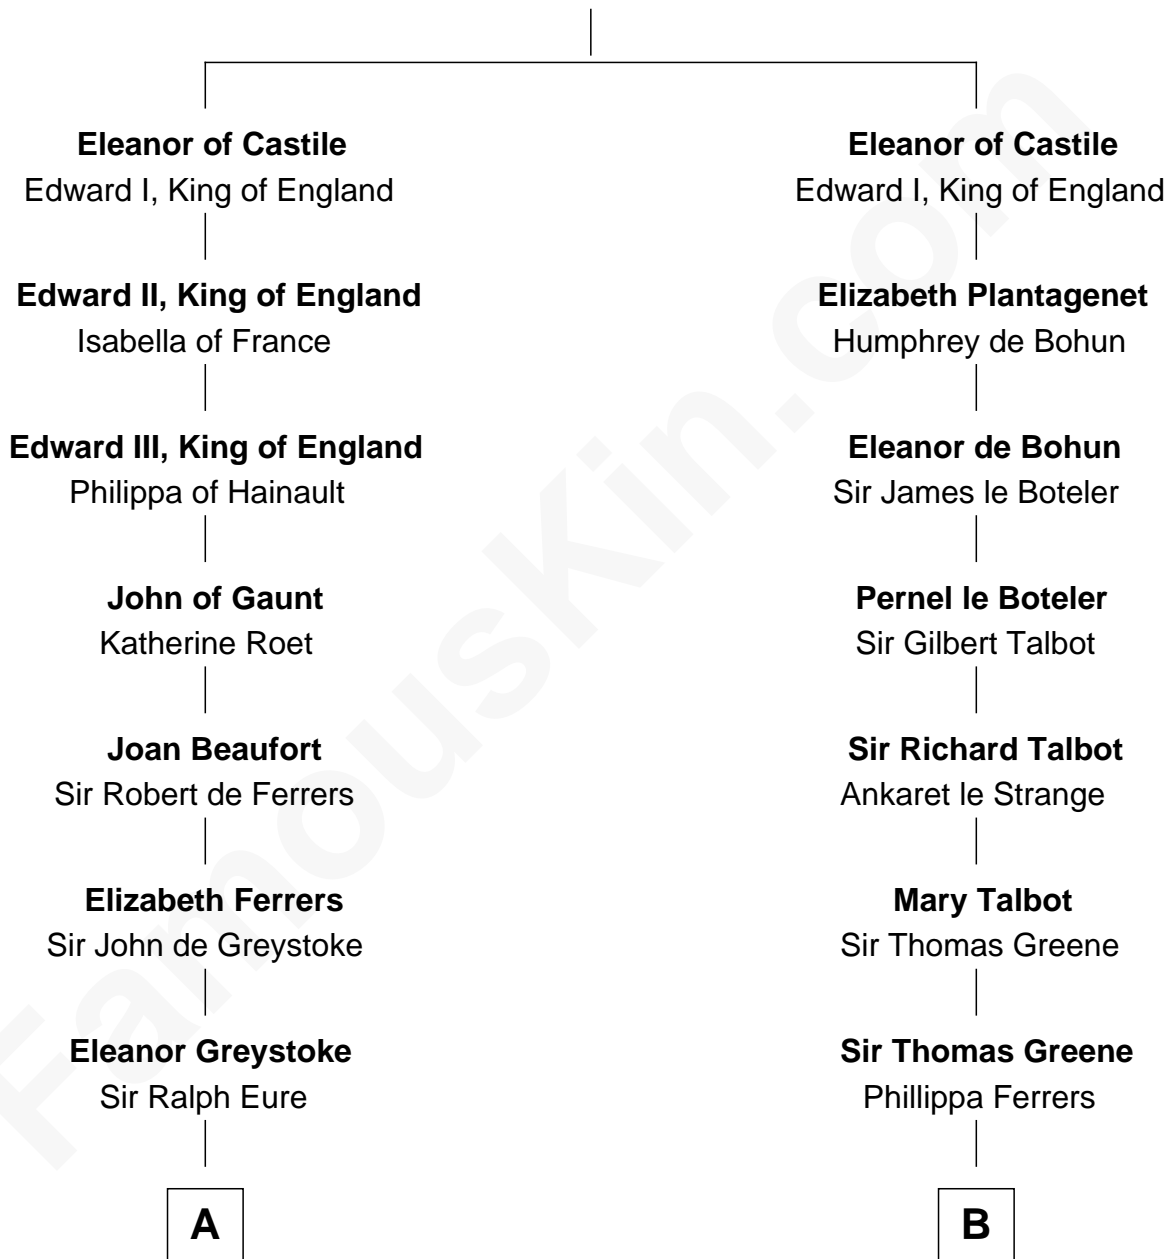 Eleanor of Castile
Edward I, King of England
Edward II, King of England
Isabella of France
Edward III, King of England
Philippa of Hainault
John of Gaunt
Katherine Roet
Joan Beaufort
Sir Robert de Ferrers
Elizabeth Ferrers
Sir John de Greystoke
Eleanor Greystoke
Sir Ralph Eure
A
Eleanor of Castile
Edward I, King of England
Elizabeth Plantagenet
Humphrey de Bohun
Eleanor de Bohun
Sir James le Boteler
Pernel le Boteler
Sir Gilbert Talbot
Sir Richard Talbot
Ankaret le Strange
Mary Talbot
Sir Thomas Greene
Sir Thomas Greene
Phillippa Ferrers
B
FamousKin.com